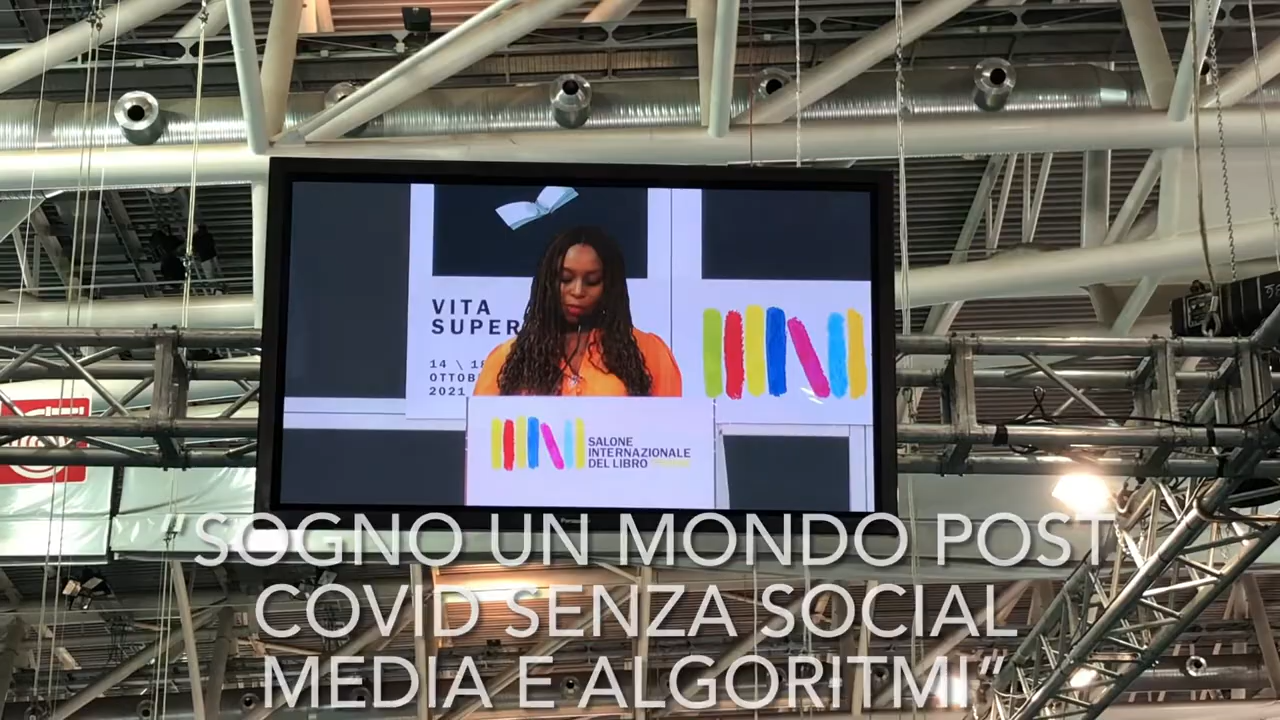 VITA
SUPER
14 \ 18
OTTOB
2021
SALONE
INTERNAZIONALE
DEL LIBRO
“SOGNO UN MONDO POST
COVID SENZA SOCIAL
MEDIA E ALGORITMI”